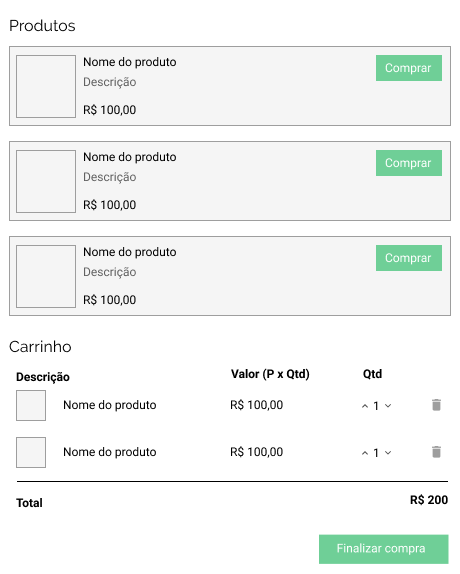 Produtos
Nome do produto
Comprar
Descrição
R$ 100,00
Nome do produto
Comprar
Descrição
R$ 100,00
Nome do produto
Comprar
Descrição
R$ 100,00
Carrinho
Descrição Valor (P x Qtd) Qtd
Nome do produto R$ 100,00 1
Nome do produto R$ 100,00 1
Total R$ 200
Finalizar compra